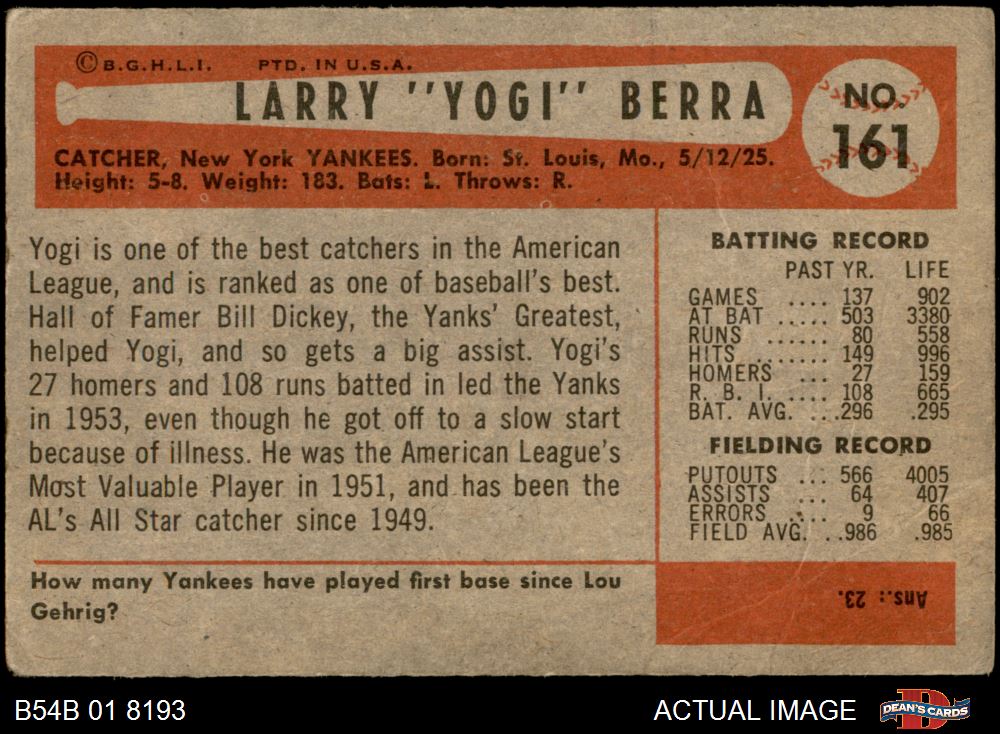 ©B.G.H.L.I. PTD. IN U.S.A.
LARRY "YOGI" BERRA
NO.
161
CATCHER, New York YANKEES. Born: St. Louis, Mo., 5/12/25.
Height: 5-8. Weight: 183. Bats: L. Throws: R.
Yogi is one of the best catchers in the American
League, and is ranked as one of baseball's best.
Hall of Famer Bill Dickey, the Yanks' Greatest,
helped Yogi, and so gets a big assist. Yogi's
27 homers and 108 runs batted in led the Yanks
in 1953, even though he got off to a slow start
because of illness. He was the American League's
Most Valuable Player in 1951, and has been the
AL's All Star catcher since 1949.
How many Yankees have played first base since Lou
Gehrig?
BATTING RECORD
PAST YR. LIFE
GAMES .... 137 902
AT BAT ..... 503 3380
RUNS ...... 80 558
HITS ....... 149 996
HOMERS ... 27 159
R. B. I. .... 108 665
BAT. AVG. ... .296 .295
FIELDING RECORD
PUTOUTS ... 566 4005
ASSISTS .... 64 407
ERRORS .... 9 66
FIELD AVG. . .986 .985
Ans.: 23.
B54B 01 8193
ACTUAL IMAGE
D
DEAN'S CARDS